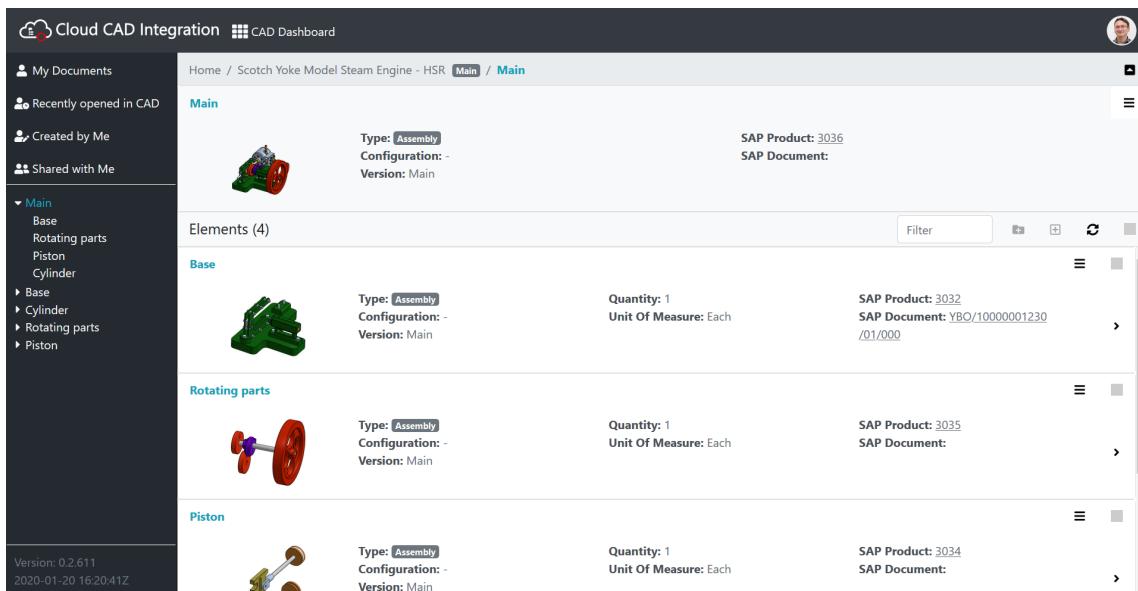 Cloud CAD Integration CAD Dashboard
My Documents
Recently opened in CAD
Created by Me
Shared with Me
Main
Base
Rotating parts
Piston
Cylinder
Base
Cylinder
Rotating parts
Piston
Version: 0.2.611
2020-01-20 16:20:41Z
Home / Scotch Yoke Model Steam Engine - HSR Main / Main
Main
Type: Assembly
Configuration: -
Version: Main
SAP Product: 3036
SAP Document:
Elements (4)
Filter
Base
Type: Assembly
Configuration: -
Version: Main
Quantity: 1
Unit Of Measure: Each
SAP Product: 3032
SAP Document: YBO/10000001230
/01/000
Rotating parts
Type: Assembly
Configuration: -
Version: Main
Quantity: 1
Unit Of Measure: Each
SAP Product: 3035
SAP Document:
Piston
Type: Assembly
Configuration: -
Version: Main
Quantity: 1
Unit Of Measure: Each
SAP Product: 3034
SAP Document: